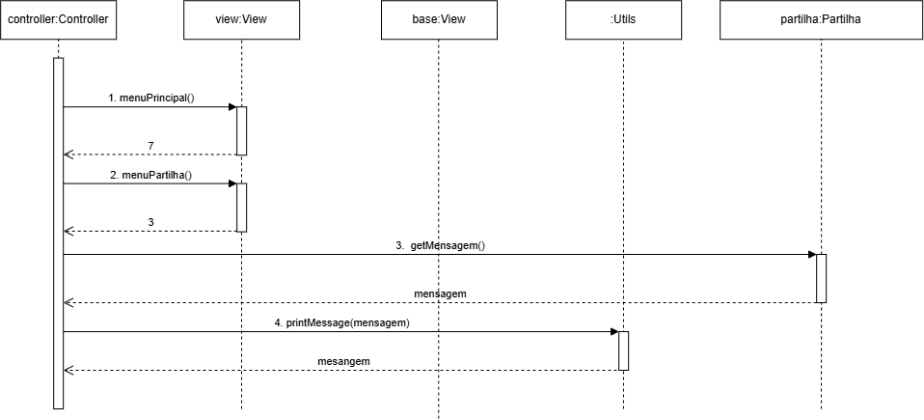 controller:Controller
view:View
base:View
:Utils
partilha:Partilha
1. menuPrincipal()
7
2. menuPartilha()
3
3. getMensagem()
mensagem
4. printMessage(mensagem)
mesangem